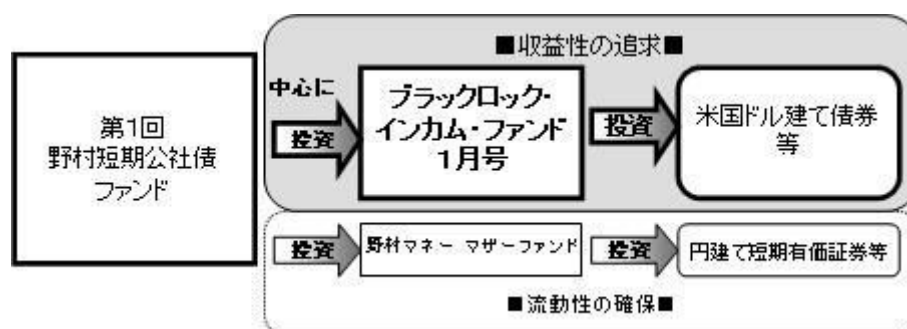 ■収益性の追求■
第1回
野村短期公社債
ファンド
中心に
投資
ブラックロック・
インカム・ファンド
1月号
投資
米国ドル建て債券
等
投資
野村マネー マザーファンド
投資
円建て短期有価証券等
■流動性の確保■